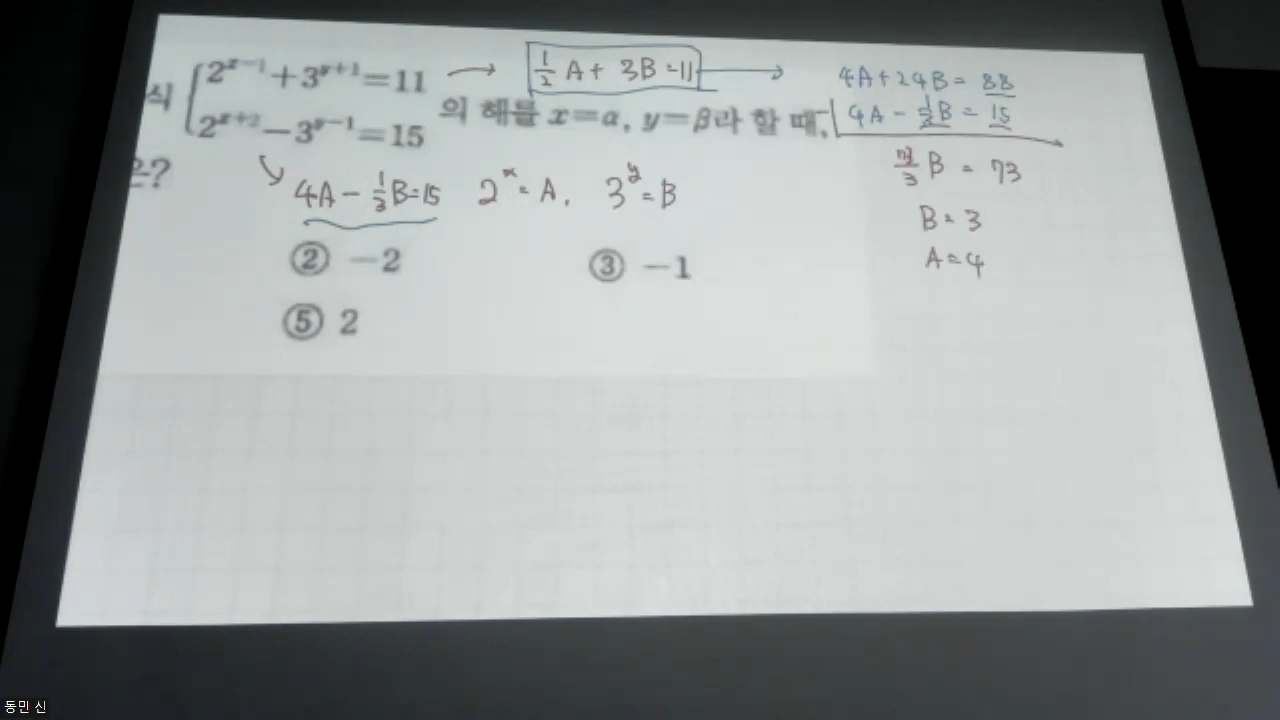 식 { 2^{x-1}+3^{y+1}=11 → 1/2 A + 3B = 11 →
2^{x+2}-3^{y-1}=15 의 해를 x=α, y=β라 할 때,
은?
4A - 1/3 B = 15  2^x = A, 3^y = B
② -2
③ -1
⑤ 2
4A + 24B = 88
4A - 1/3 B = 15
73/3 B = 73
B = 3
A = 4
동민 신